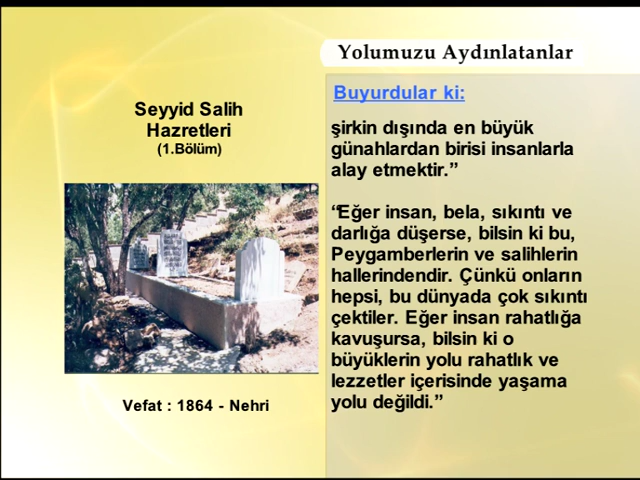 Yolumuzu Aydınlatanlar
Seyyid Salih
Hazretleri
(1.Bölüm)
Vefat : 1864 - Nehri
Buyurdular ki:
şirkin dışında en büyük
günahlardan birisi insanlarla
alay etmektir.”
“Eğer insan, bela, sıkıntı ve
darlığa düşerse, bilsin ki bu,
Peygamberlerin ve salihlerin
hallerindendir. Çünkü onların
hepsi, bu dünyada çok sıkıntı
çektiler. Eğer insan rahatlığa
kavuşursa, bilsin ki o
büyüklerin yolu rahatlık ve
lezzetler içerisinde yaşama
yolu değildi.”